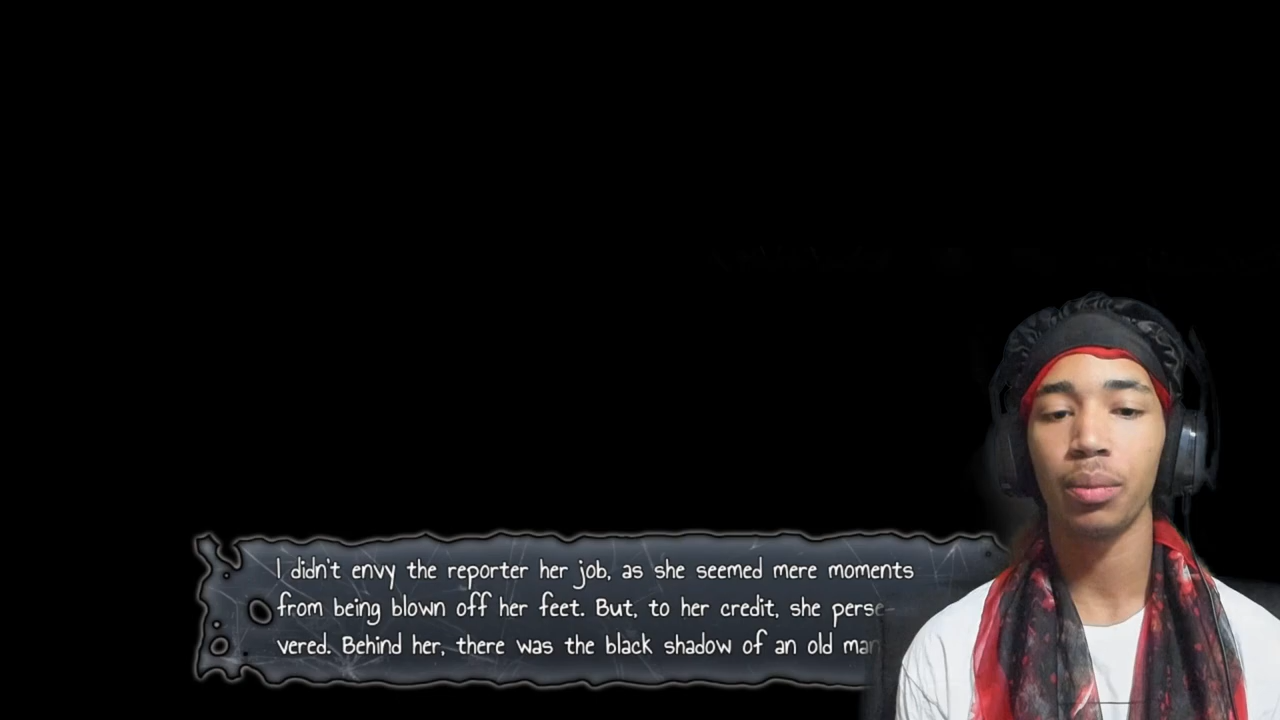 I didn't envy the reporter her job, as she seemed mere moments
from being blown off her feet. But, to her credit, she perse-
vered. Behind her, there was the black shadow of an old man